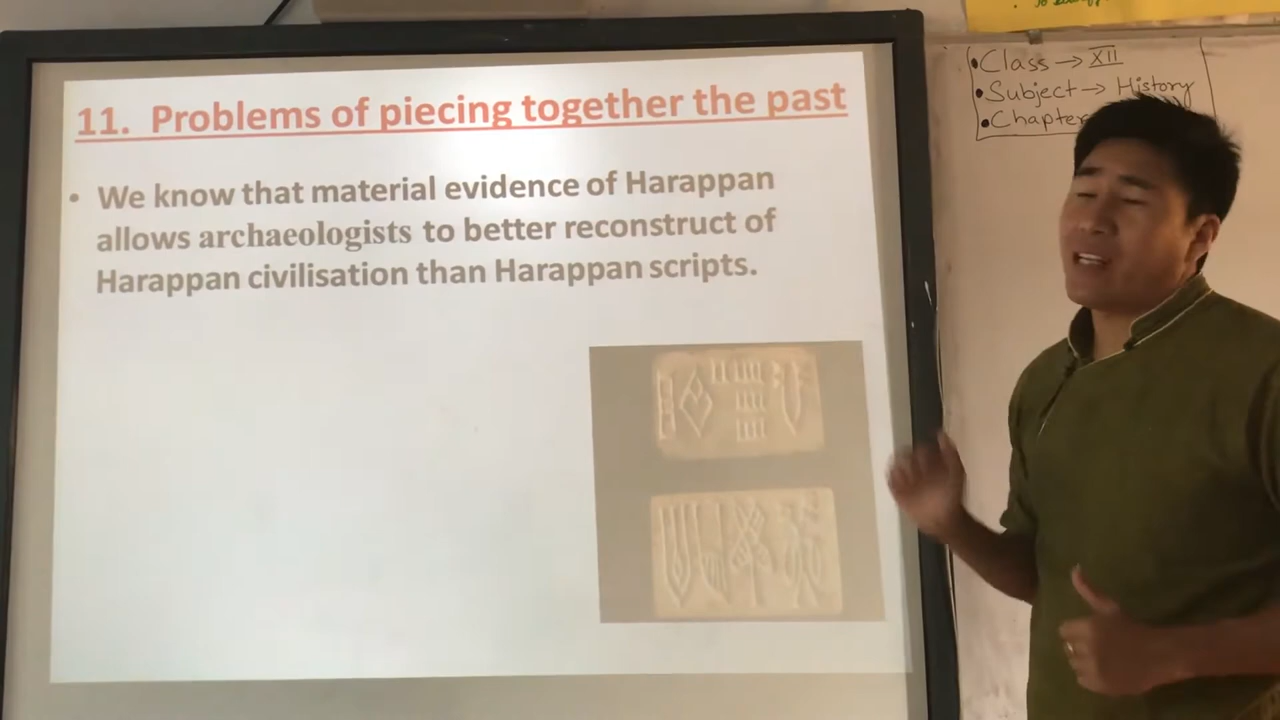 11. Problems of piecing together the past
• We know that material evidence of Harappan
allows archaeologists to better reconstruct of
Harappan civilisation than Harappan scripts.
• Class → XII
• Subject → History
• Chapter